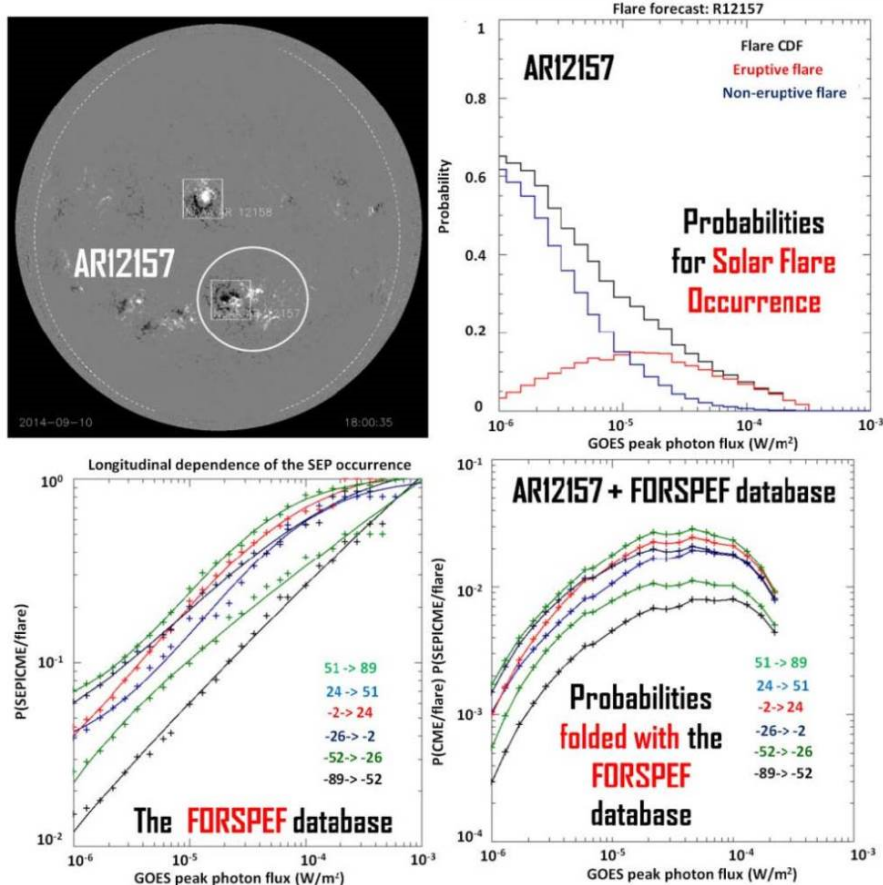 AR 12158
AR12157
12157
2014-09-10
18:00:35
Flare forecast: R12157
1
0.8
0.6
0.4
0.2
0
Probability
AR12157
Flare CDF
Eruptive flare
Non-eruptive flare
Probabilities
for Solar Flare
Occurrence
10-6
10-5
10-4
10-3
GOES peak photon flux (W/m²)
Longitudinal dependence of the SEP occurrence
10⁰
10-1
10-2
P(SEPICME/flare)
51 -> 89
24 -> 51
-2-> 24
-26-> -2
-52-> -26
-89-> -52
The FORSPEF database
10-6
10-5
10-4
10-3
GOES peak photon flux (W/m²)
10-1
10-2
10-3
10-4
P(CME/flare) P(SEPICME/flare)
AR12157 + FORSPEF database
51 -> 89
24 -> 51
-2-> 24
-26-> -2
-52-> -26
-89-> -52
Probabilities
folded with the
FORSPEF
database
10-6
10-5
10-4
10-3
GOES peak photon flux (W/m²)